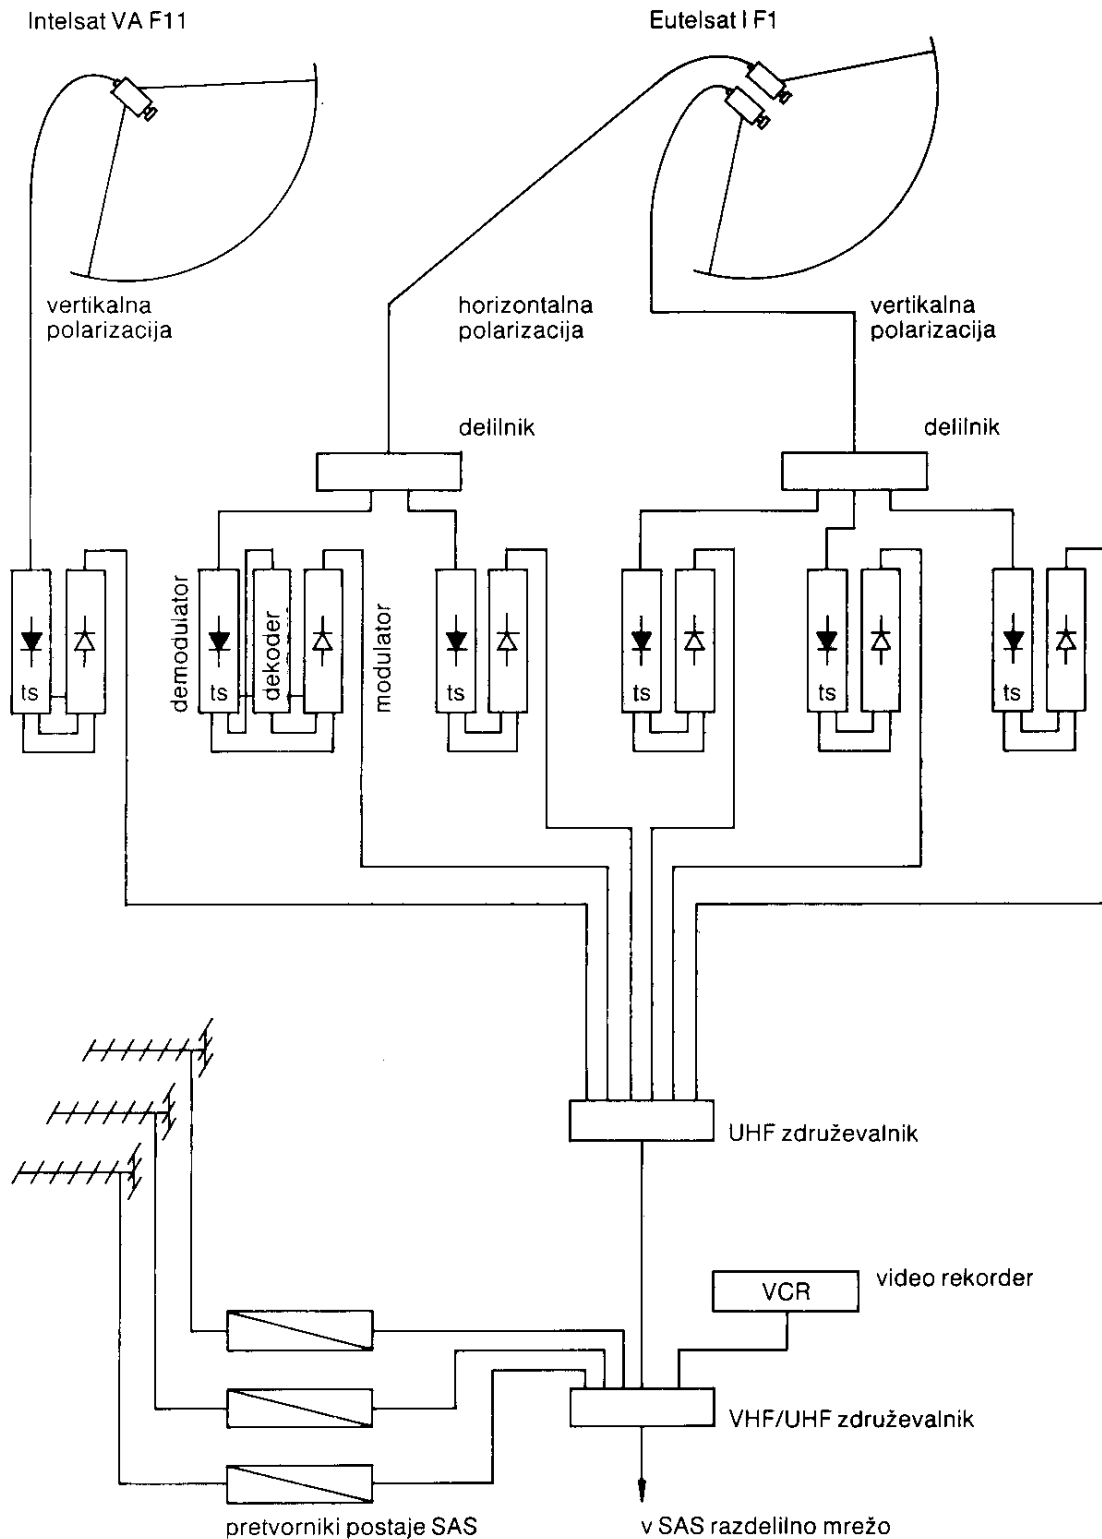 Intelsat VA F11
Eutelsat I F1
vertikalna
polarizacija
horizontalna
polarizacija
vertikalna
polarizacija
delilnik
delilnik
demodulator
ts
dekoder
modulator
ts
ts
ts
ts
ts
UHF združevalnik
VCR
video rekorder
VHF/UHF združevalnik
pretvorniki postaje SAS
v SAS razdelilno mrežo